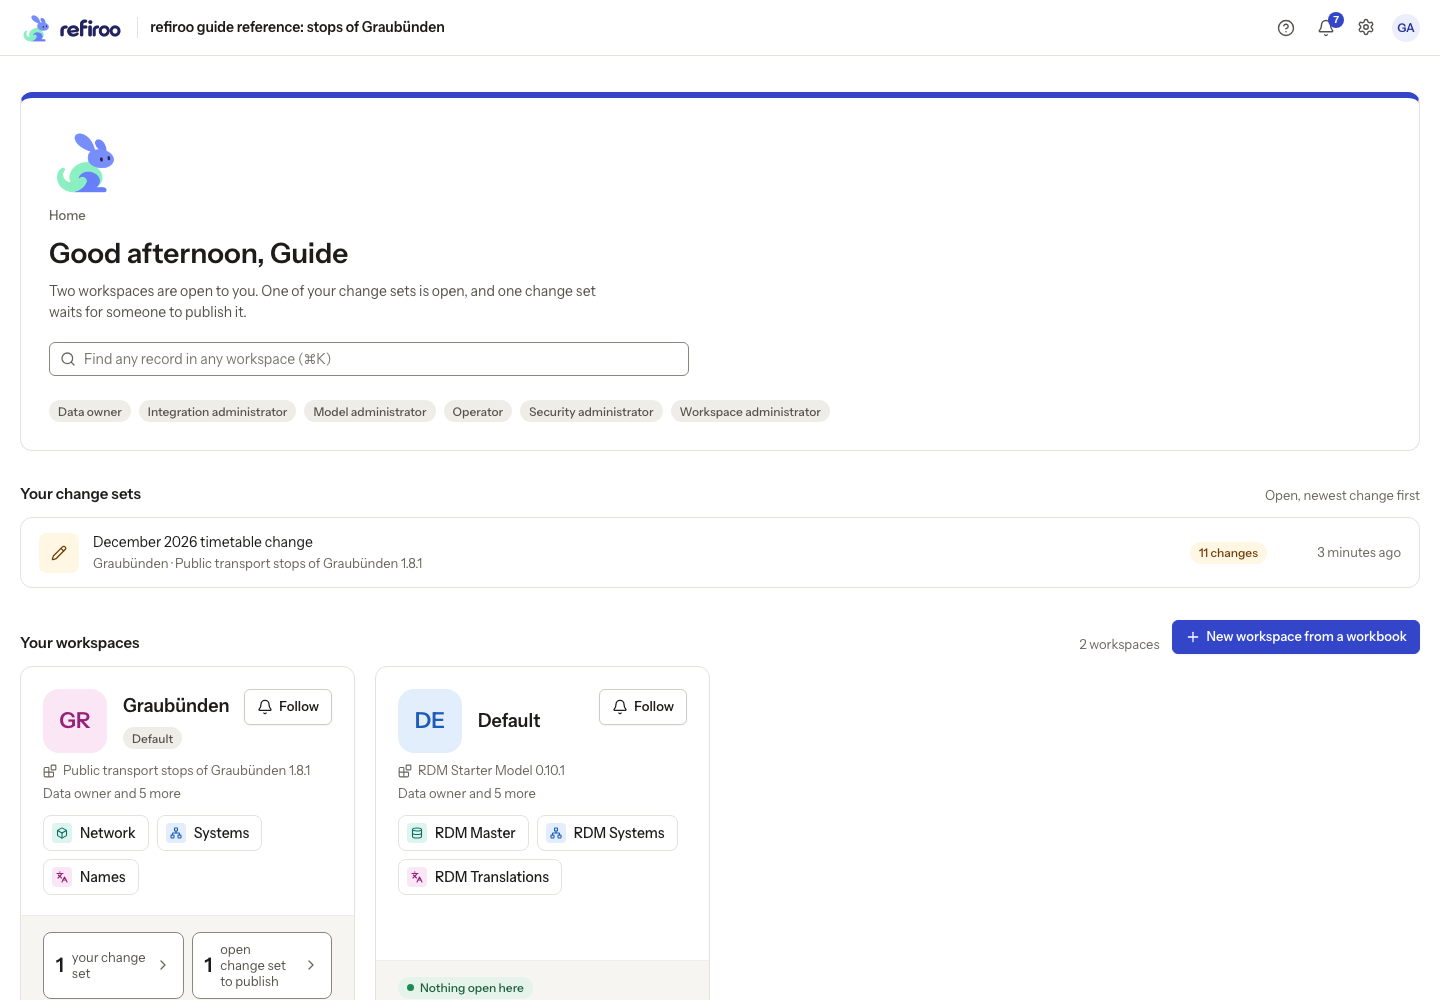 refiroo
refiroo guide reference: stops of Graubünden
7
GA
Home
Good afternoon, Guide
Two workspaces are open to you. One of your change sets is open, and one change set
waits for someone to publish it.
Find any record in any workspace (⌘K)
Data owner
Integration administrator
Model administrator
Operator
Security administrator
Workspace administrator
Your change sets
Open, newest change first
December 2026 timetable change
Graubünden · Public transport stops of Graubünden 1.8.1
11 changes
3 minutes ago
Your workspaces
2 workspaces
New workspace from a workbook
GR
Graubünden
Default
Follow
Public transport stops of Graubünden 1.8.1
Data owner and 5 more
Network
Systems
Names
1 your change
set
1 open
change set
to publish
DE
Default
Follow
RDM Starter Model 0.10.1
Data owner and 5 more
RDM Master
RDM Systems
RDM Translations
Nothing open here